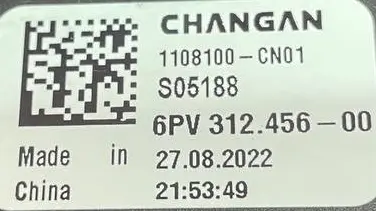 CHANGAN
1108100-CN01
S05188
6PV 312.456-00
Made in 27.08.2022
China 21:53:49